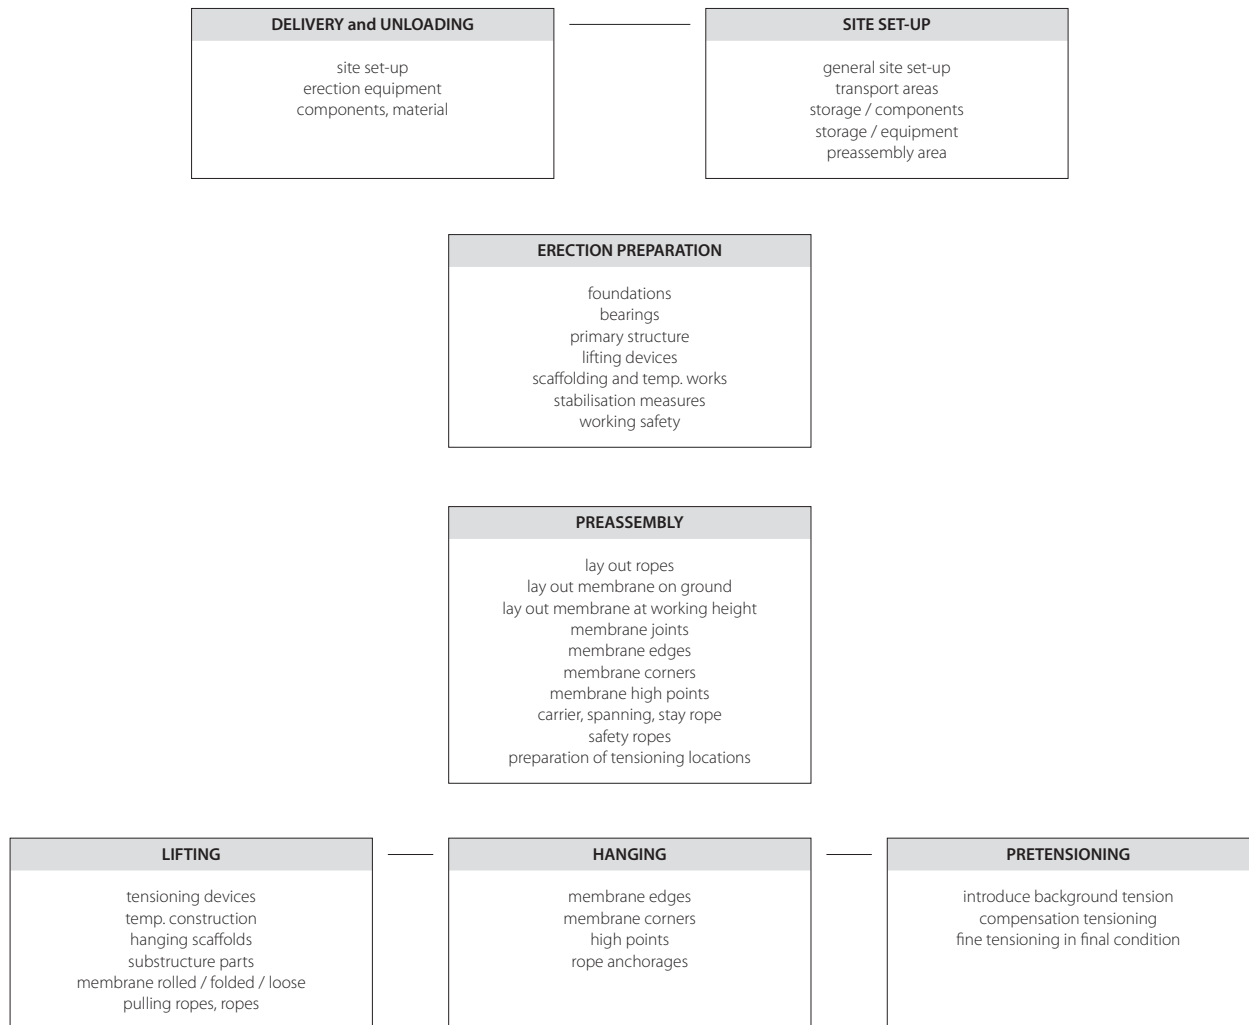 DELIVERY and UNLOADING
site set-up
erection equipment
components, material
SITE SET-UP
general site set-up
transport areas
storage / components
storage / equipment
preassembly area
ERECTION PREPARATION
foundations
bearings
primary structure
lifting devices
scaffolding and temp. works
stabilisation measures
working safety
PREASSEMBLY
lay out ropes
lay out membrane on ground
lay out membrane at working height
membrane joints
membrane edges
membrane corners
membrane high points
carrier, spanning, stay rope
safety ropes
preparation of tensioning locations
LIFTING
tensioning devices
temp. construction
hanging scaffolds
substructure parts
membrane rolled / folded / loose
pulling ropes, ropes
HANGING
membrane edges
membrane corners
high points
rope anchorages
PRETENSIONING
introduce background tension
compensation tensioning
fine tensioning in final condition